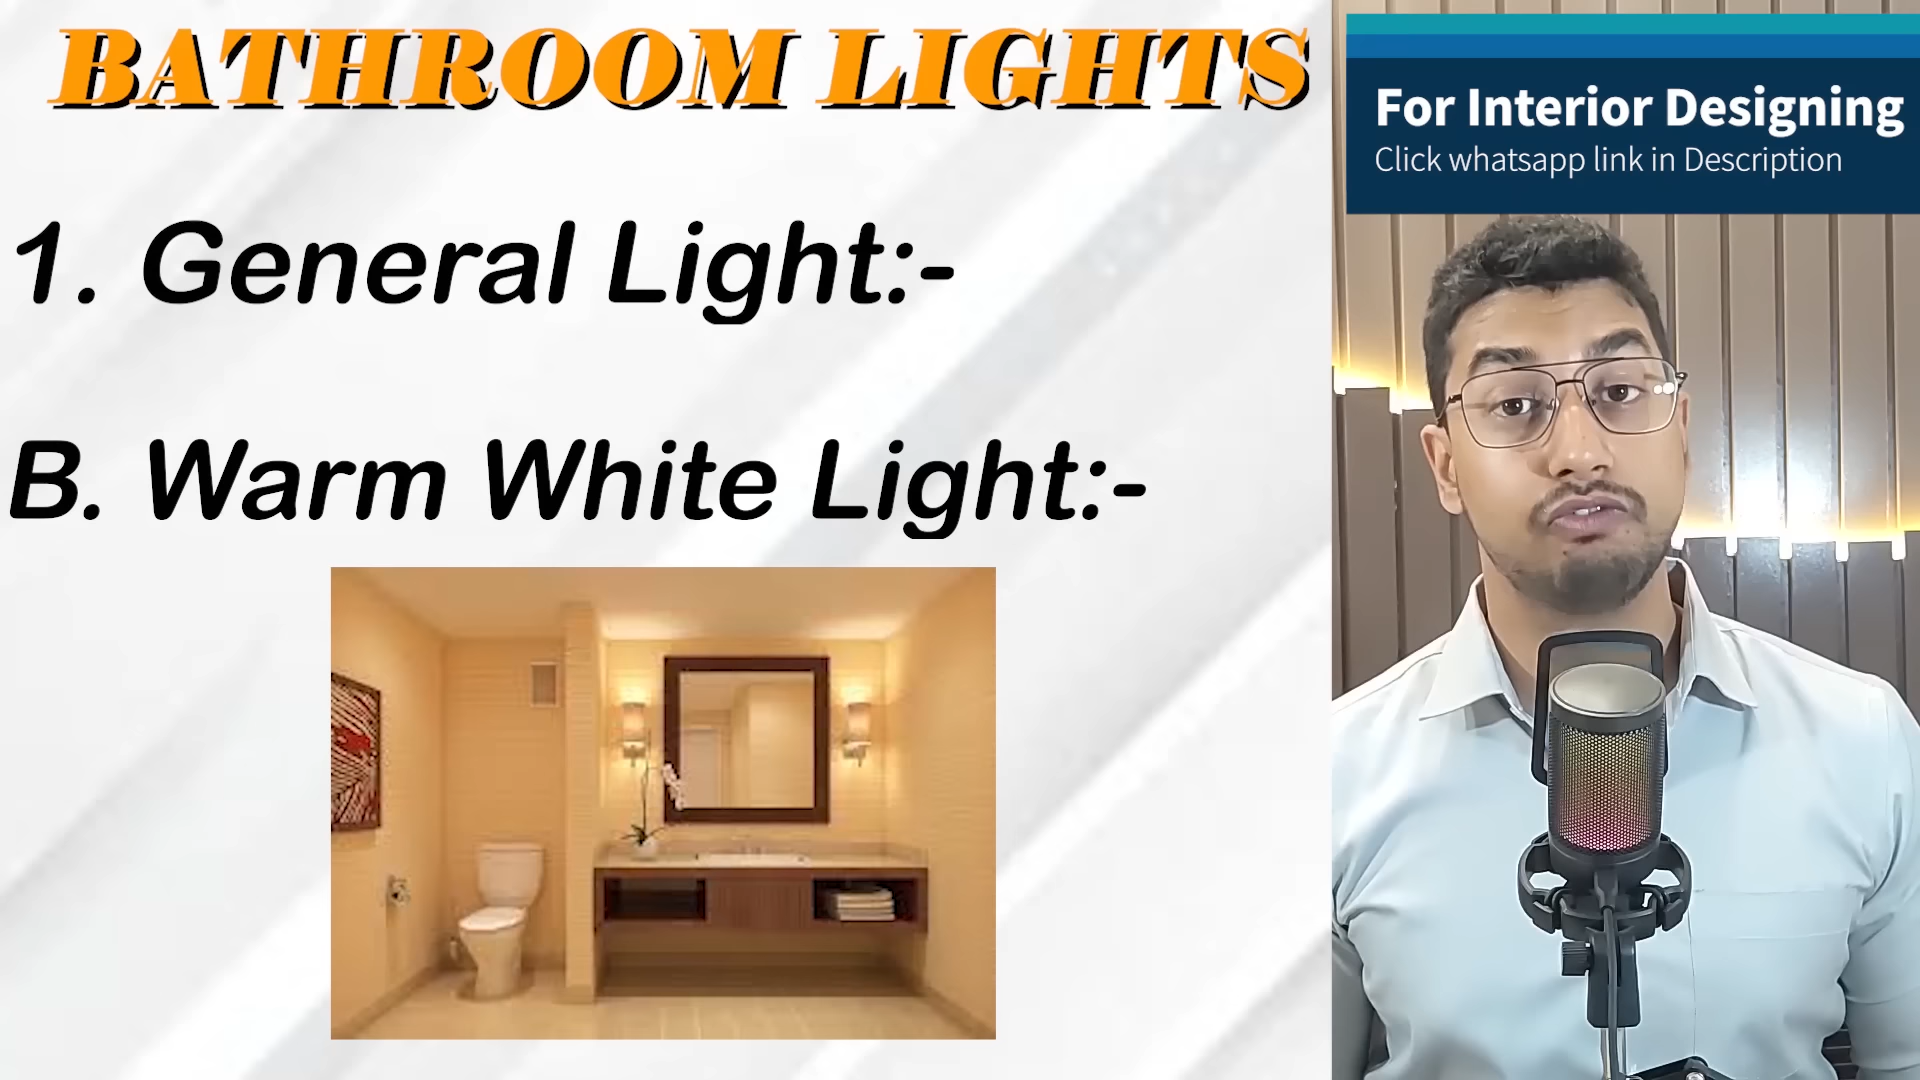 BATHROOM LIGHTS
1. General Light:-
B. Warm White Light:-
For Interior Designing
Click whatsapp link in Description